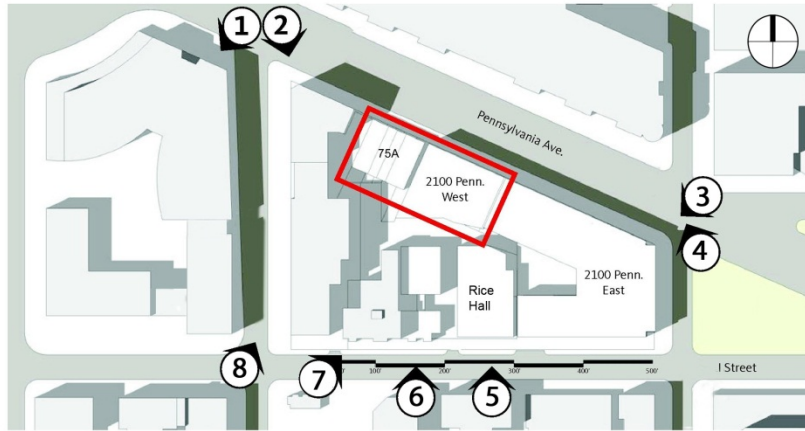 1
2
Pennsylvania Ave.
75A
2100 Penn.
West
3
4
2100 Penn.
East
Rice
Hall
8
7
0' 100' 200' 300' 400' 500'
I Street
6
5